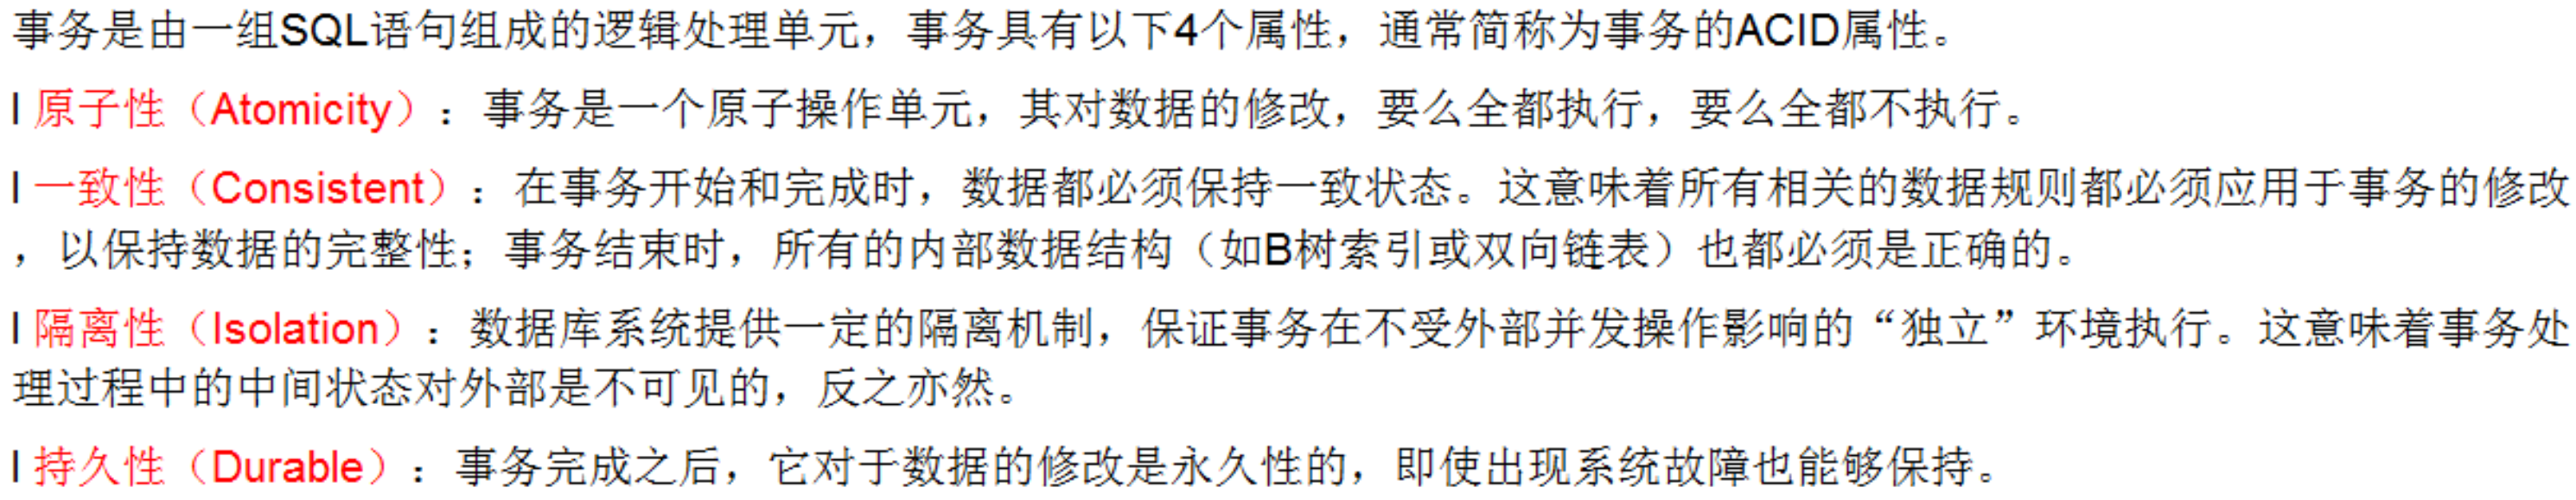 事务是由一组SQL语句组成的逻辑处理单元，事务具有以下4个属性，通常简称为事务的ACID属性。
l 原子性（Atomicity）：事务是一个原子操作单元，其对数据的修改，要么全都执行，要么全都不执行。
l 一致性（Consistent）：在事务开始和完成时，数据都必须保持一致状态。这意味着所有相关的数据规则都必须应用于事务的修改
，以保持数据的完整性；事务结束时，所有的内部数据结构（如B树索引或双向链表）也都必须是正确的。
l 隔离性（Isolation）：数据库系统提供一定的隔离机制，保证事务在不受外部并发操作影响的“独立”环境执行。这意味着事务处
理过程中的中间状态对外部是不可见的，反之亦然。
l 持久性（Durable）：事务完成之后，它对于数据的修改是永久性的，即使出现系统故障也能够保持。